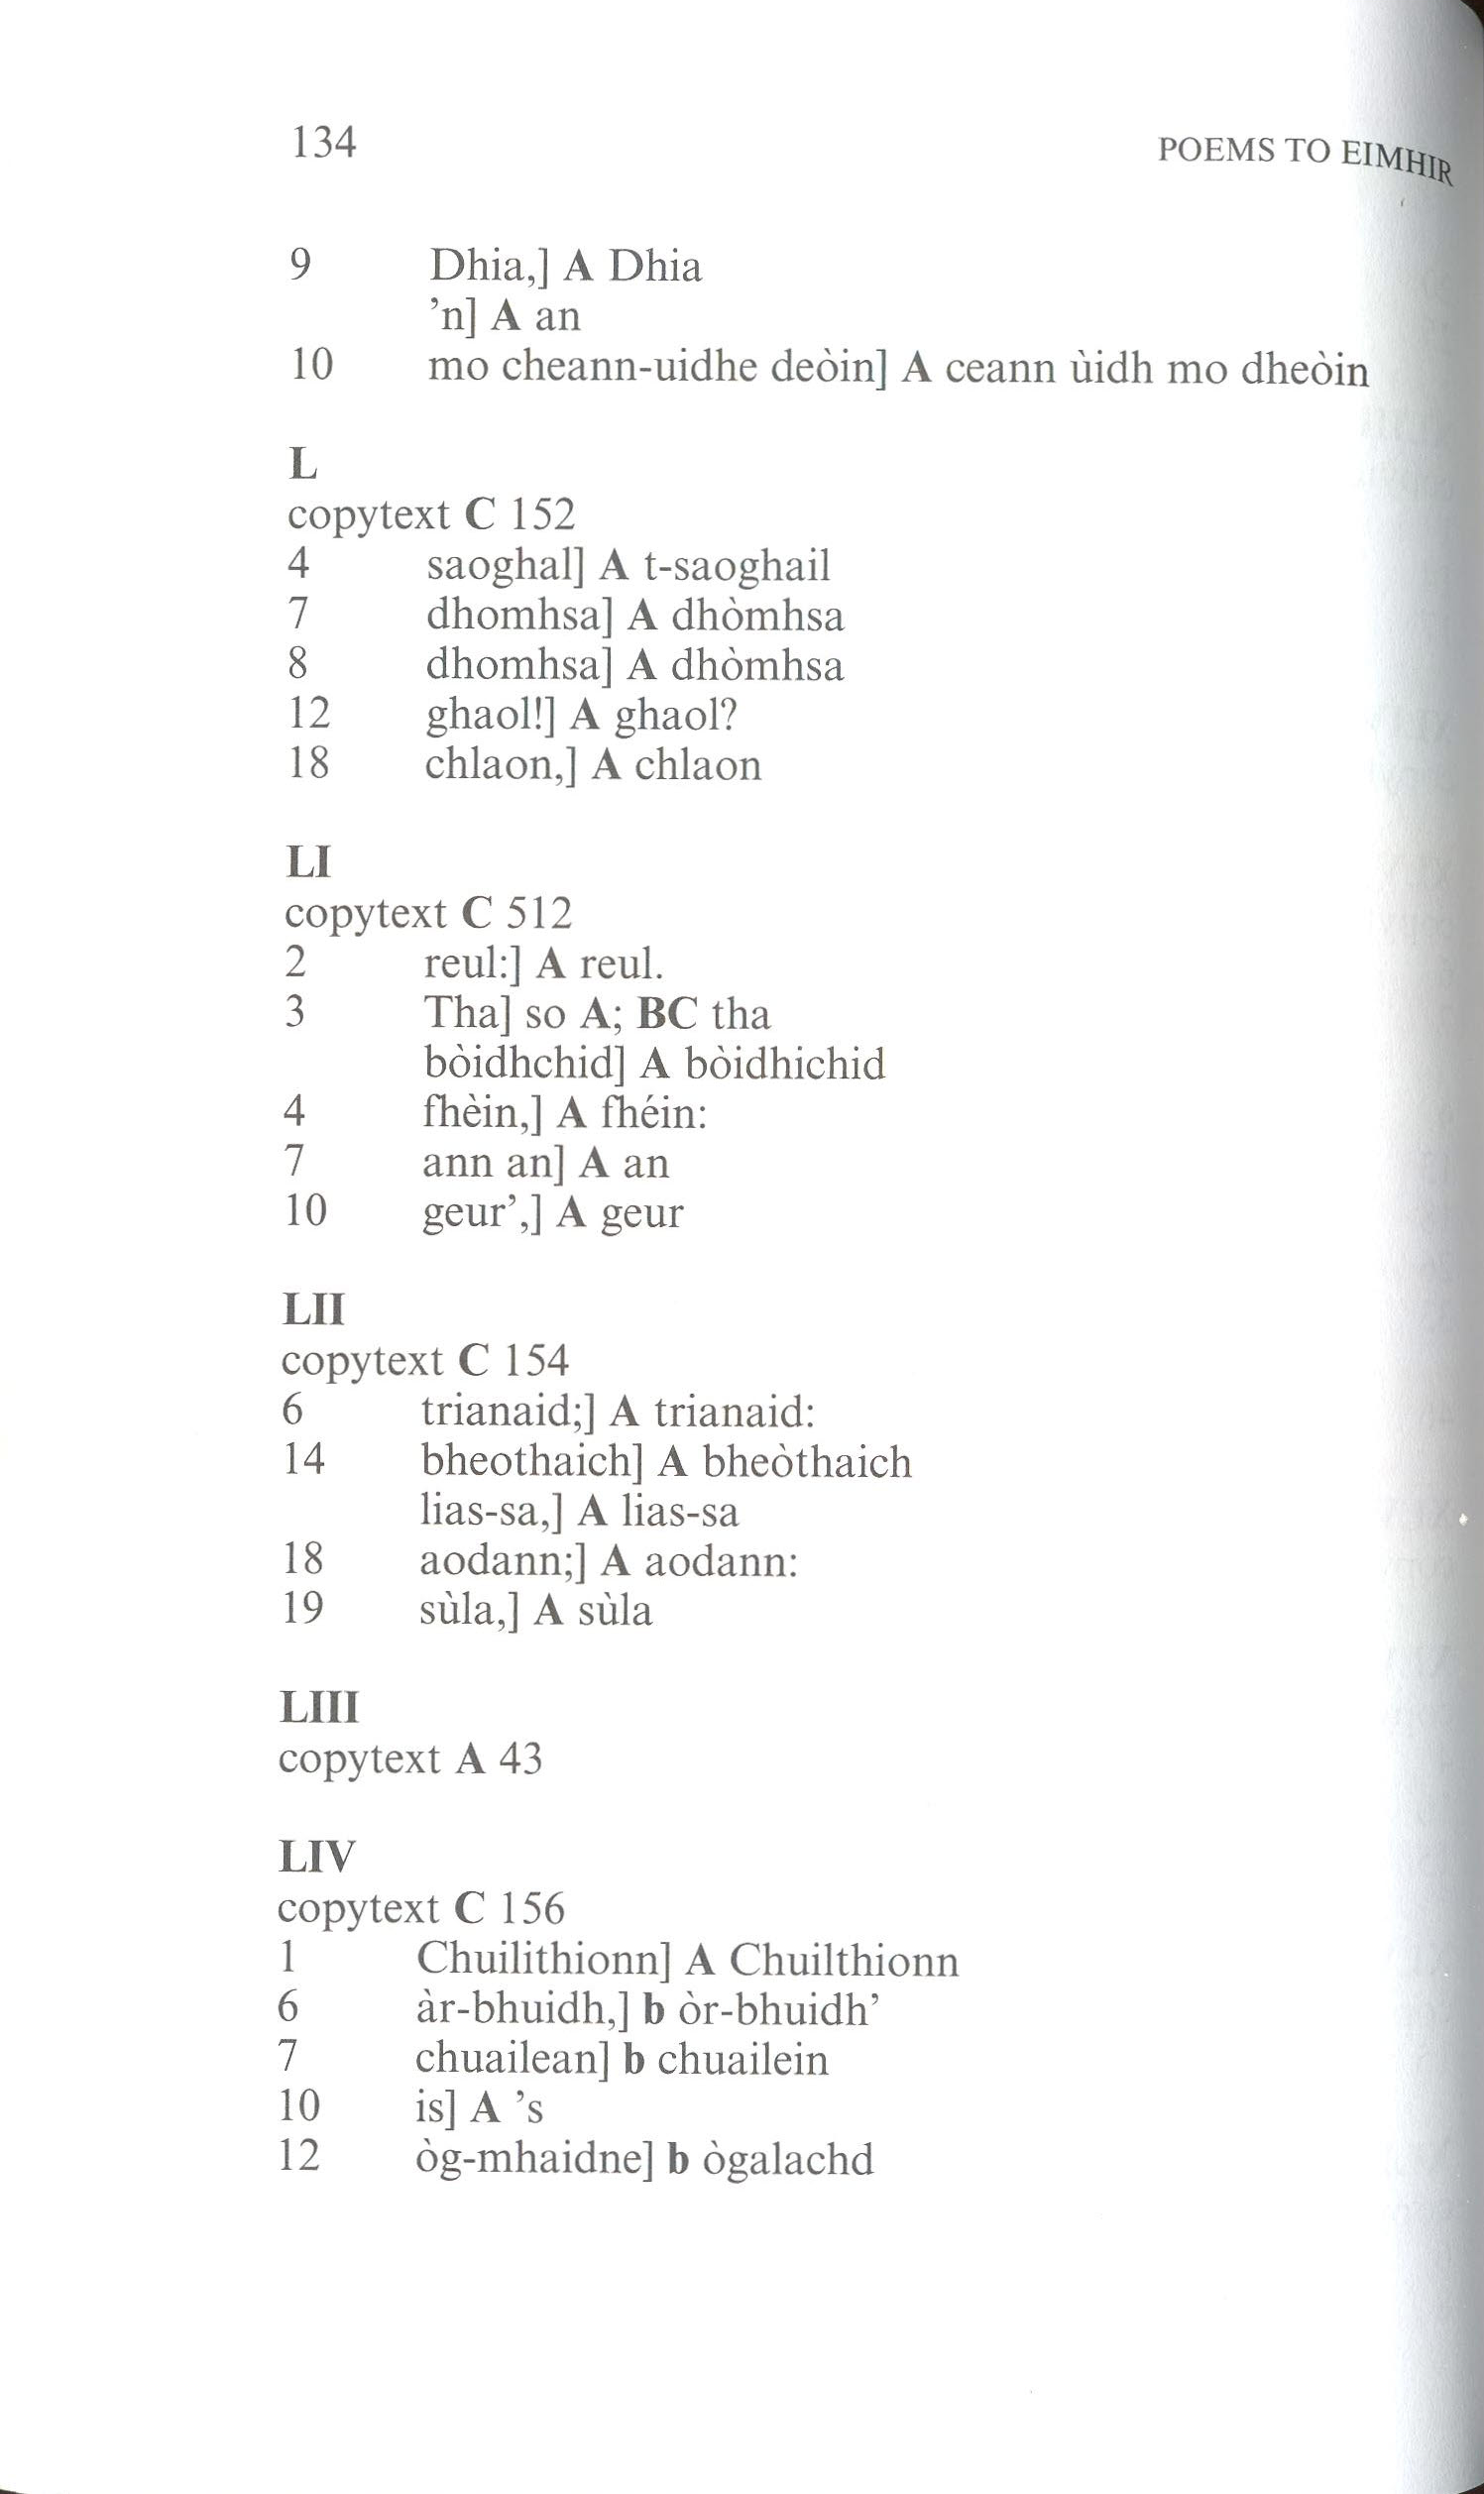 134 POEMS TO EIMHIR
9 Dhia,] A Dhia
’n] A an
10 mo cheann-uidhe deòin] A ceann ùidh mo dheòin
L
copytext C 152
4 saoghal] A t-saoghail
7 dhomhsa] A dhòmhsa
8 dhomhsa] A dhòmhsa
12 ghaol!] A ghaol?
18 chlaon,] A chlaon
LI
copytext C 512
2 reul:] A reul.
3 Tha] so A; BC tha
bòidhchid] A bòidhichid
4 fhèin,] A fhéin:
7 ann an] A an
10 geur’,] A geur
LII
copytext C 154
6 trianaid;] A trianaid:
14 bheothaich] A bheòthaich
lias-sa,] A lias-sa
18 aodann;] A aodann:
19 sùla,] A sùla
LIII
copytext A 43
LIV
copytext C 156
1 Chuilithionn] A Chuilthionn
6 àr-bhuidh,] b òr-bhuidh’
7 chuailean] b chuailein
10 is] A ’s
12 òg-mhaidne] b ògalachd